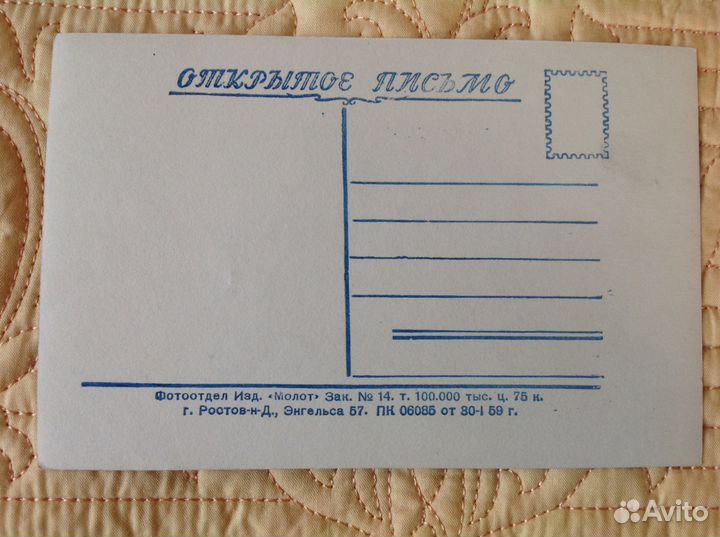 ОТКРЫТОЕ ПИСЬМО
Фотоотдел Изд. «Молот» Зак. № 14. т. 100.000 тыс. ц. 75 к.
г. Ростов-н-Д., Энгельса 57. ПК 06085 от 30-I 59 г.
Avito